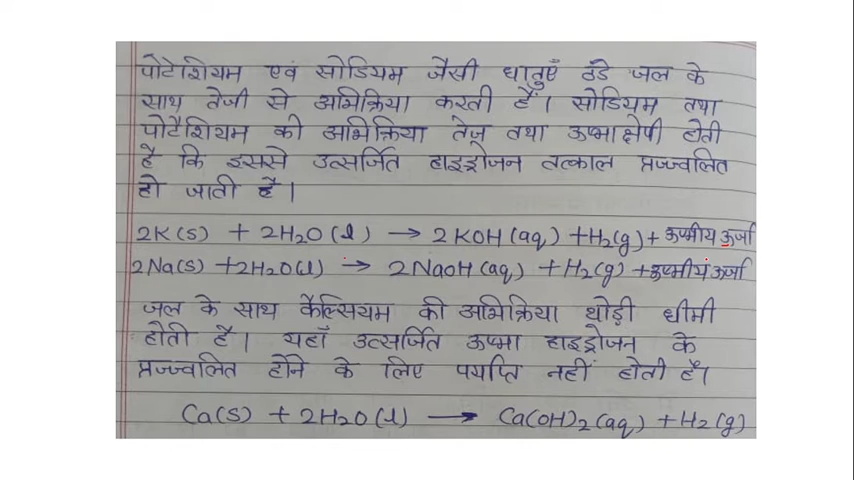 पोटेशियम एवं सोडियम जैसी धातुएँ ठंडे जल के
साथ तेजी से अभिक्रिया करती हैं। सोडियम तथा
पोटैशियम की अभिक्रिया तेज़ तथा ऊष्माक्षेपी होती
है कि इससे उत्सर्जित हाइड्रोजन तत्काल प्रज्ज्वलित
हो जाती है।
2K(s) + 2H₂O(l) → 2KOH(aq) + H₂(g) + ऊष्मीय ऊर्जा
2Na(s) + 2H₂O(l) → 2NaOH(aq) + H₂(g) + ऊष्मीय ऊर्जा
जल के साथ कैल्सियम की अभिक्रिया थोड़ी धीमी
होती है। यहाँ उत्सर्जित ऊष्मा हाइड्रोजन के
प्रज्ज्वलित होने के लिए पर्याप्त नहीं होती है।
Ca(s) + 2H₂O(l) → Ca(OH)₂(aq) + H₂(g)